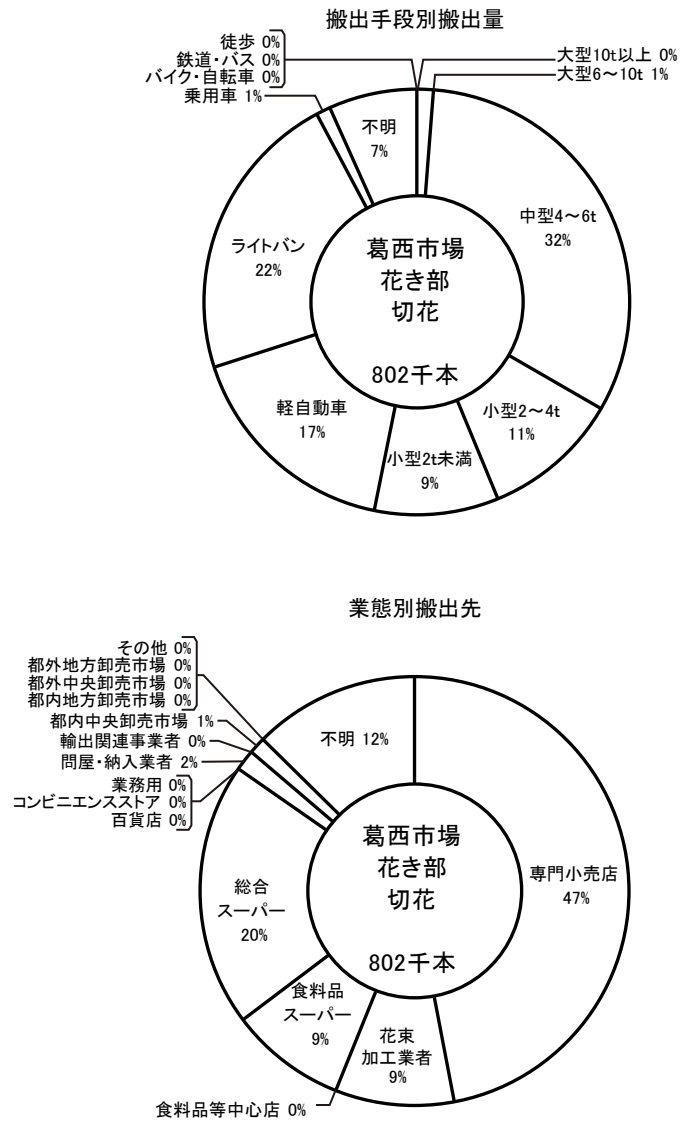 搬出手段別搬出量
徒歩 0%
鉄道・バス 0%
バイク・自転車 0%
乗用車 1%
大型10t以上 0%
大型6～10t 1%
不明
7%
中型4～6t
32%
ライトバン
22%
葛西市場
花き部
切花
802千本
軽自動車
17%
小型2～4t
11%
小型2t未満
9%
業態別搬出先
その他 0%
都外地方卸売市場 0%
都外中央卸売市場 0%
都内地方卸売市場 0%
都内中央卸売市場 1%
輸出関連事業者 0%
問屋・納入業者 2%
業務用 0%
コンビニエンスストア 0%
百貨店 0%
不明 12%
葛西市場
花き部
切花
802千本
専門小売店
47%
総合
スーパー
20%
食料品
スーパー
9%
花束
加工業者
9%
食料品等中心店 0%